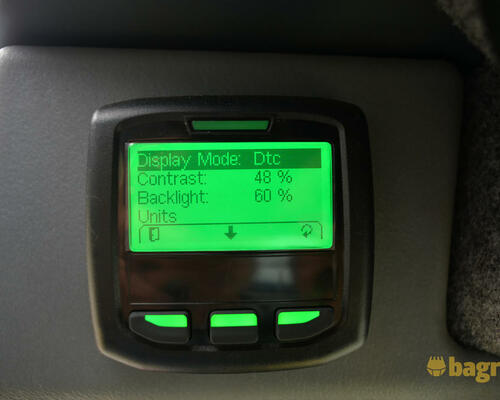 Display Mode: Dtc
Contrast: 48 %
Backlight: 60 %
Units
bagr